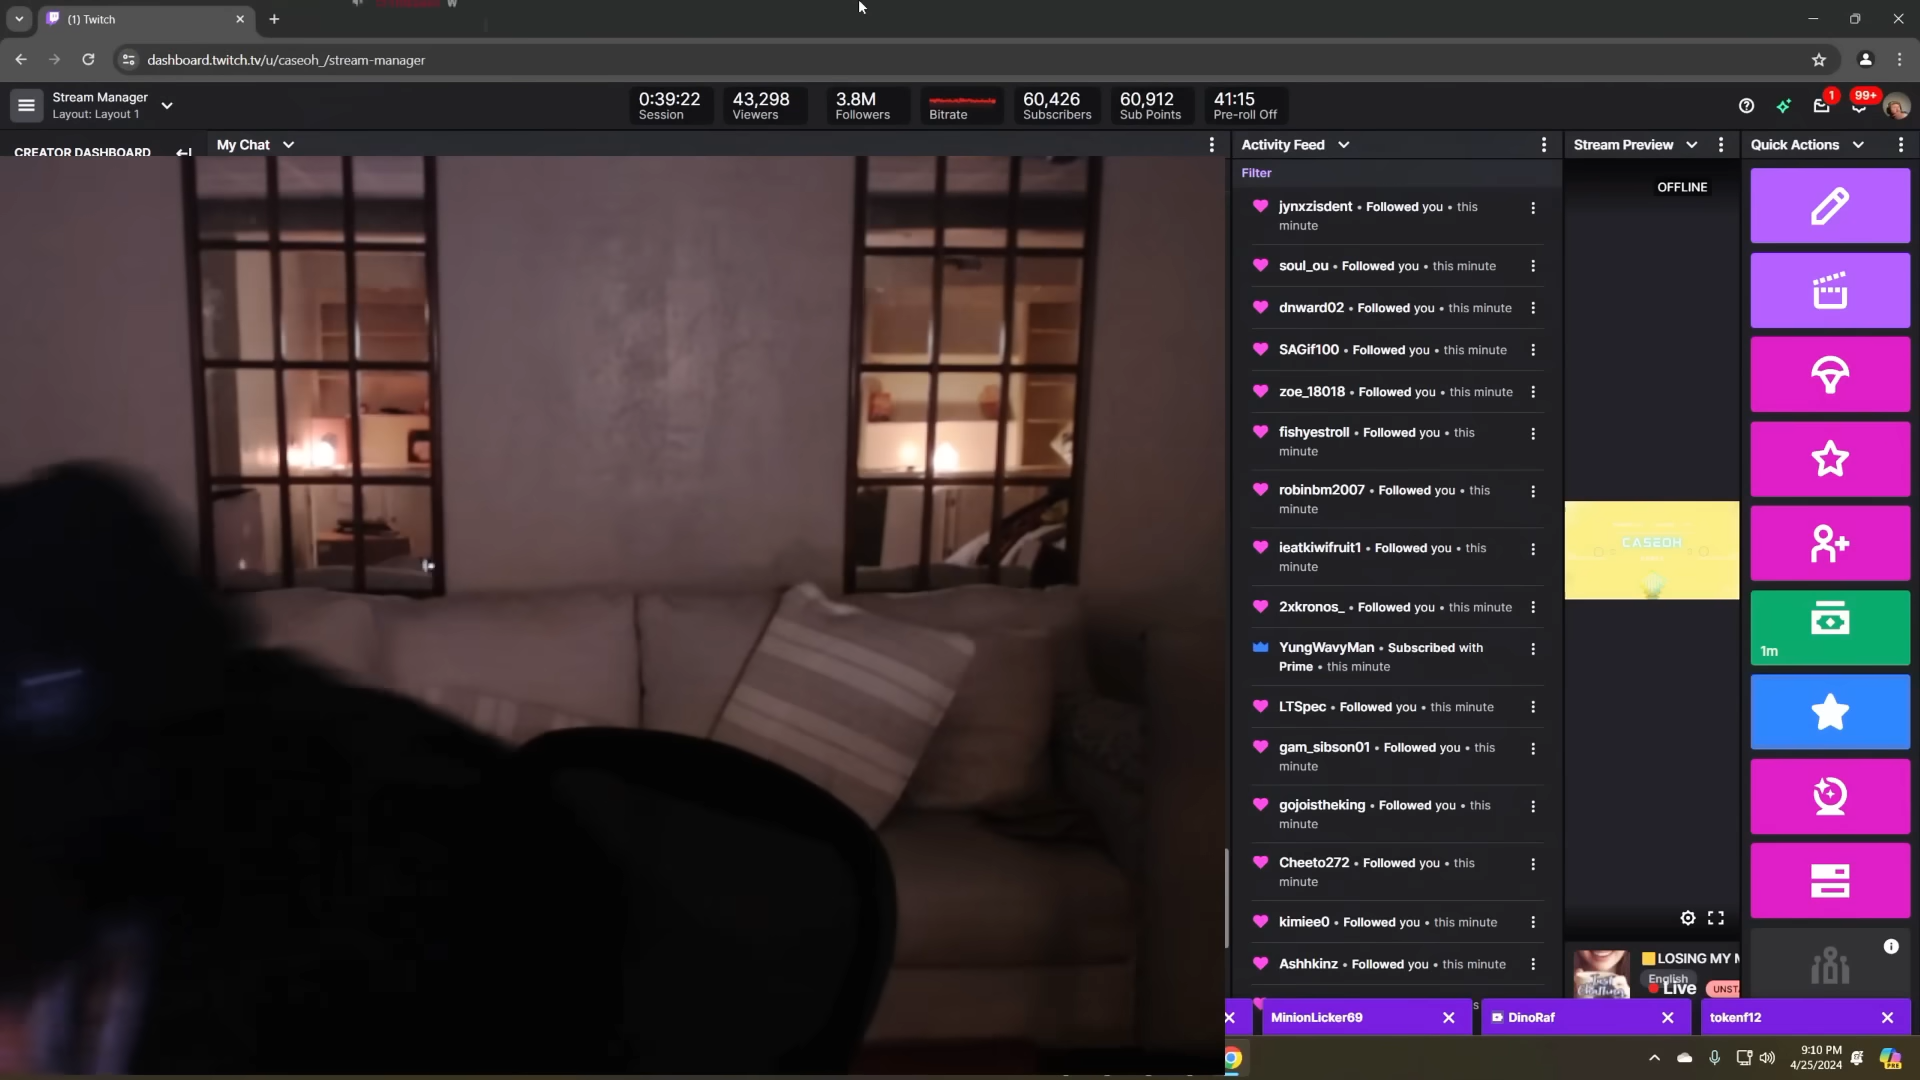 (1) Twitch
dashboard.twitch.tv/u/caseoh_/stream-manager
Stream Manager
Layout: Layout 1
0:39:22
Session
43,298
Viewers
3.8M
Followers
Bitrate
60,426
Subscribers
60,912
Sub Points
41:15
Pre-roll Off
1
99+
CREATOR DASHBOARD
My Chat
Activity Feed
Stream Preview
Quick Actions
Filter
jynxzisdent • Followed you • this
minute
soul_ou • Followed you • this minute
dnward02 • Followed you • this minute
SAGif100 • Followed you • this minute
zoe_18018 • Followed you • this minute
fishyestroll • Followed you • this
minute
robinbm2007 • Followed you • this
minute
ieatkiwifruit1 • Followed you • this
minute
2xkronos_ • Followed you • this minute
YungWavyMan • Subscribed with
Prime • this minute
LTSpec • Followed you • this minute
gam_sibson01 • Followed you • this
minute
gojoistheking • Followed you • this
minute
Cheeto272 • Followed you • this
minute
kimiee0 • Followed you • this minute
Ashhkinz • Followed you • this minute
OFFLINE
CASEOH
LOSING MY M
English
Live
UNST
Just Chatting
1m
MinionLicker69
DinoRaf
tokenf12
9:10 PM
4/25/2024
PRE